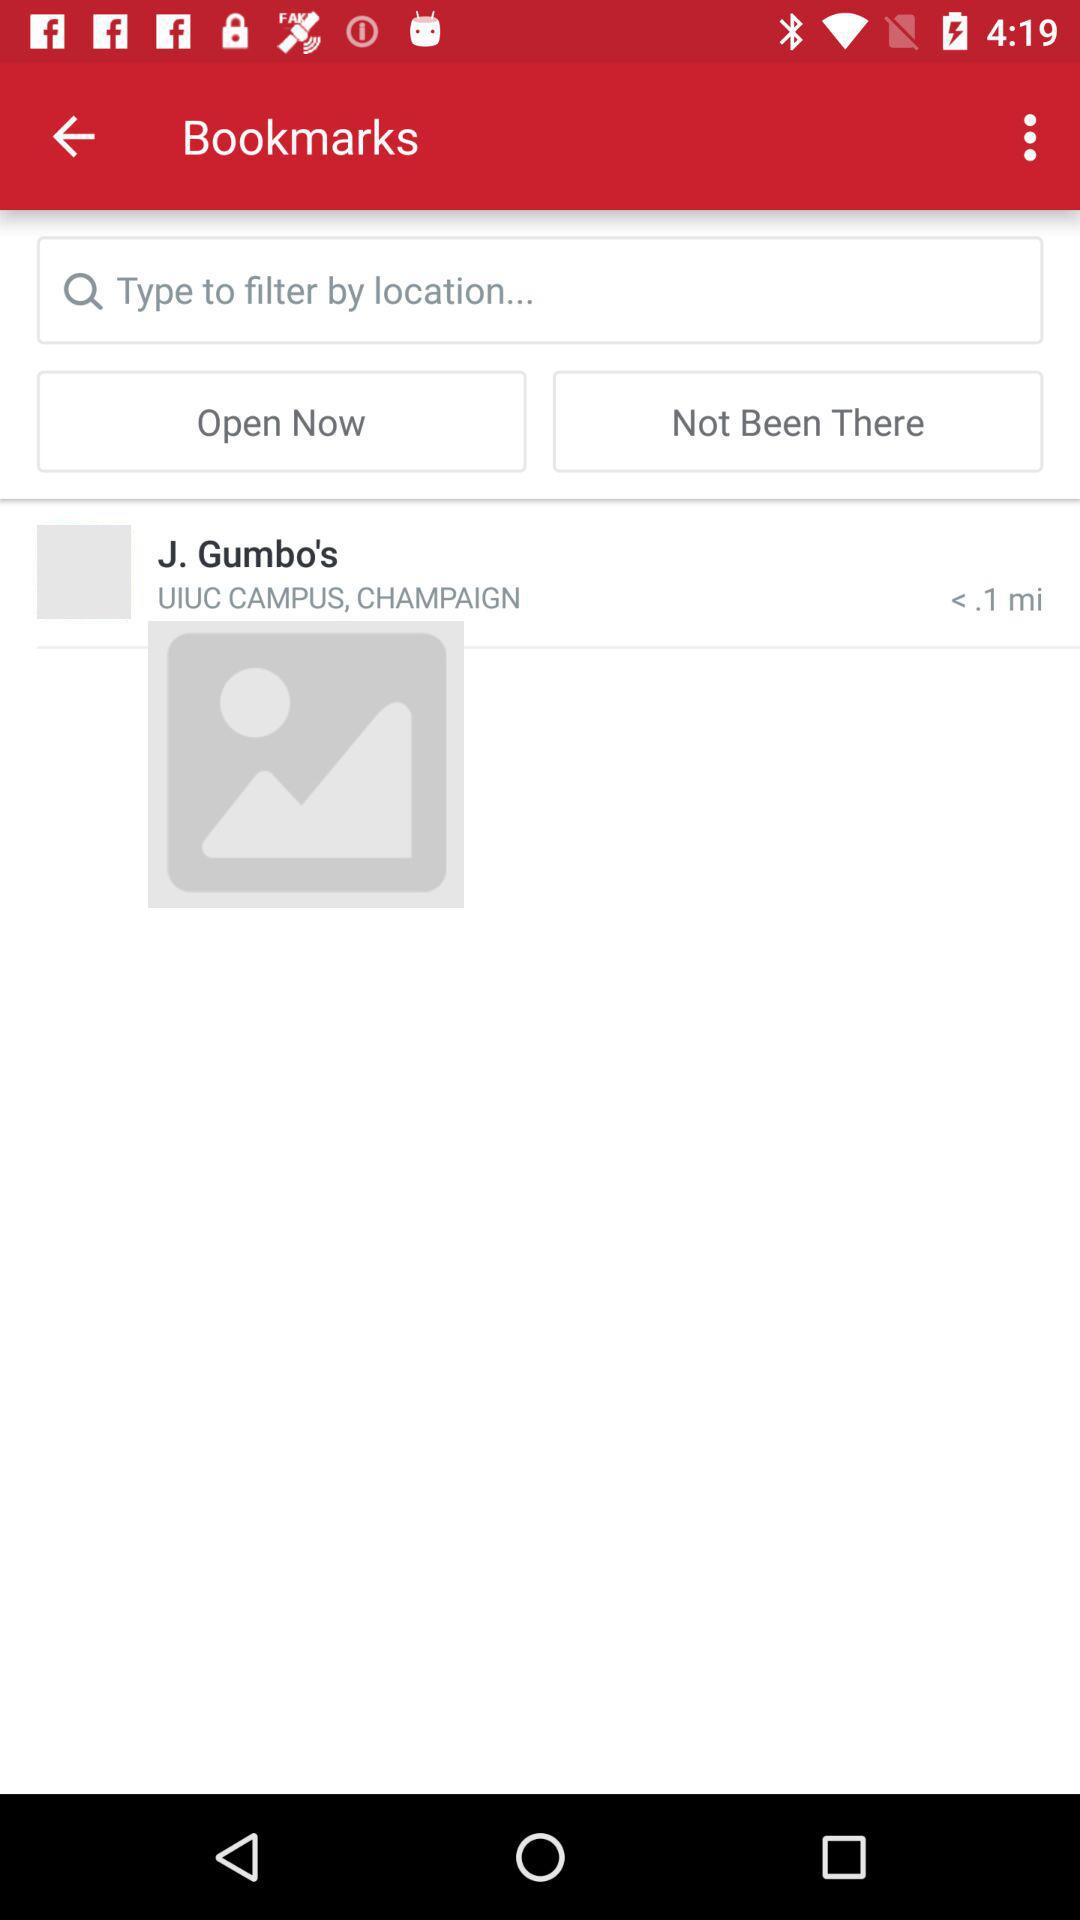 FAKE 4:19
Bookmarks
Type to filter by location...
Open Now Not Been There
J. Gumbo's
UIUC CAMPUS, CHAMPAIGN < .1 mi